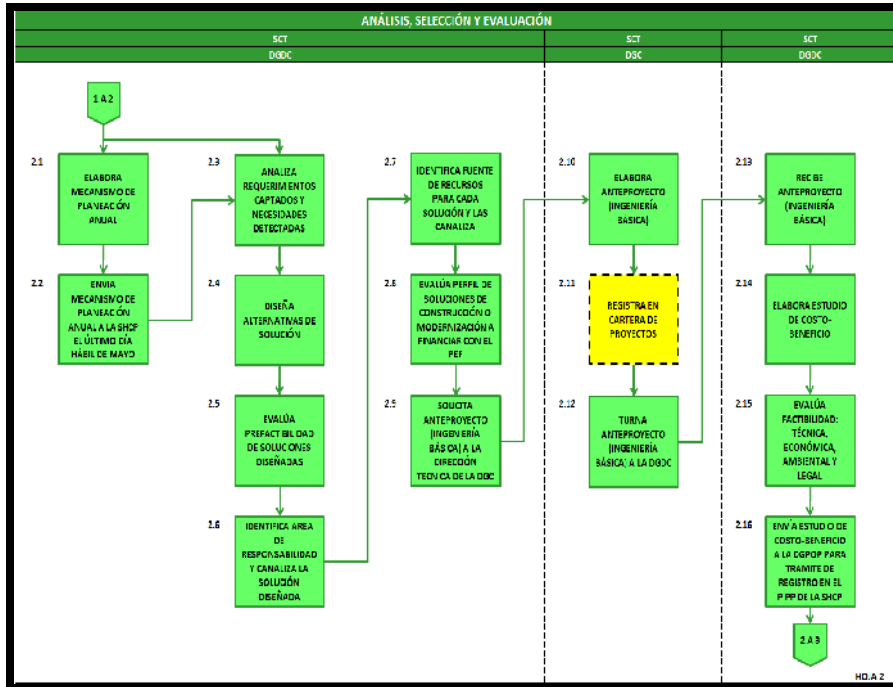 ANÁLISIS, SELECCIÓN Y EVALUACIÓN
SCT
DGDC
SCT
DGC
SCT
DGDC
1 A 2
2.1
ELABORA
MECANISMO DE
PLANEACIÓN
ANUAL
2.2
ENVIA
MECANISMO DE
PLANEACIÓN
ANUAL A LA SHCP
EL ÚLTIMO DÍA
HÁBIL DE MAYO
2.3
ANALIZA
REQUERIMENTOS
CAPTADOS Y
NECESIDADES
DETECTADAS
2.4
DISEÑA
ALTERNATIVAS DE
SOLUCIÓN
2.5
EVALÚA
PREFACTIBILIDAD
DE SOLUCIONES
DISEÑADAS
2.6
IDENTIFICA AREA
DE
RESPONSABILIDAD
Y CANALIZA LA
SOLUCIÓN
DISEÑADA
2.7
IDENTIFICA FUENTE
DE RECURSOS
PARA CADA
SOLUCIÓN Y LAS
CANALIZA
2.8
EVALÚA PERFIL DE
SOLUCIONES DE
CONSTRUCCIÓN O
MODERNIZACIÓN A
FINANCIAR CON EL
PEF
2.9
SOLICITA
ANTEPROYECTO
(INGENIERÍA
BÁSICA) A LA
DIRECCIÓN
TECNICA DE LA DGC
2.10
ELABORA
ANTEPROYECTO
(INGENIERÍA
BÁSICA)
2.11
REGISTRA EN
CARTERA DE
PROYECTOS
2.12
TURNA
ANTEPROYECTO
(INGENIERÍA
BÁSICA) A LA DGDC
2.13
RECIBE
ANTEPROYECTO
(INGENIERÍA
BÁSICA)
2.14
ELABORA ESTUDIO
DE COSTO-
BENEFICIO
2.15
EVALÚA
FACTIBILIDAD:
TÉCNICA,
ECONÓMICA,
AMBIENTAL Y
LEGAL
2.16
ENVÍA ESTUDIO DE
COSTO-BENEFICIO
A LA DGPOP PARA
TRAMITE DE
REGISTRO EN EL
PIPP DE LA SHCP
2 A 3
HOJA 2